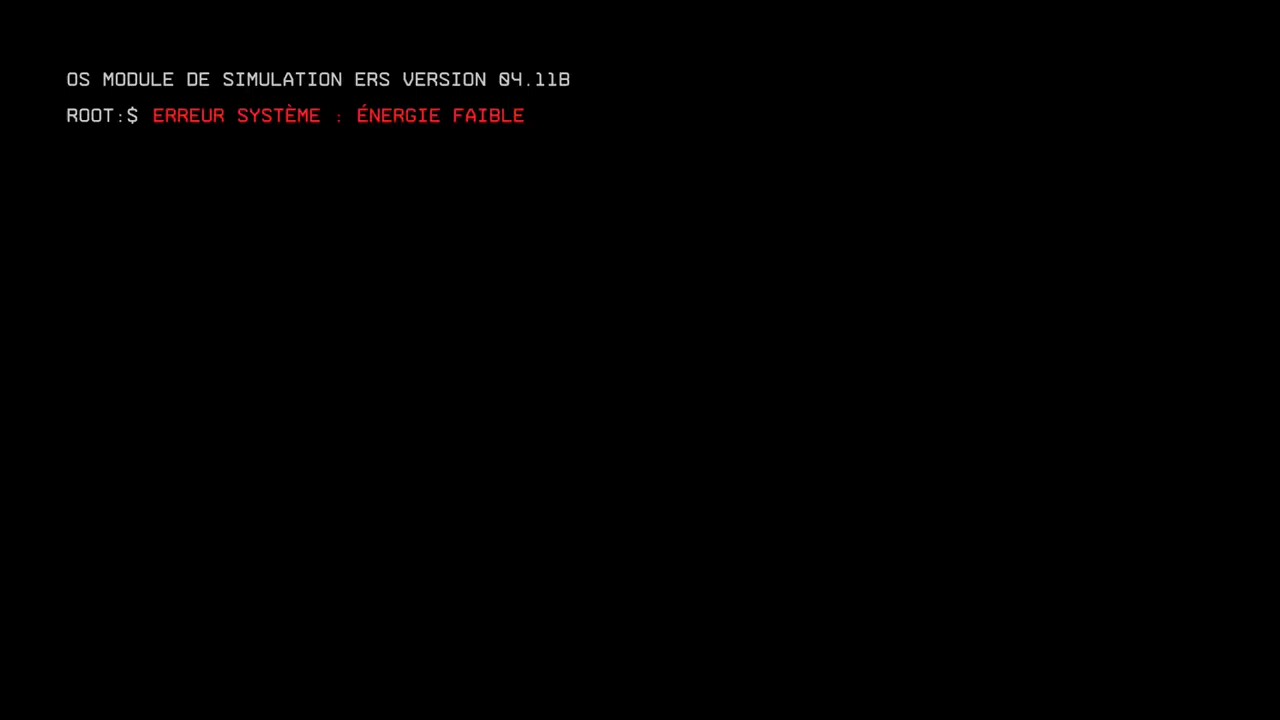 OS MODULE DE SIMULATION ERS VERSION 04.11B
ROOT:$ ERREUR SYSTÈME : ÉNERGIE FAIBLE